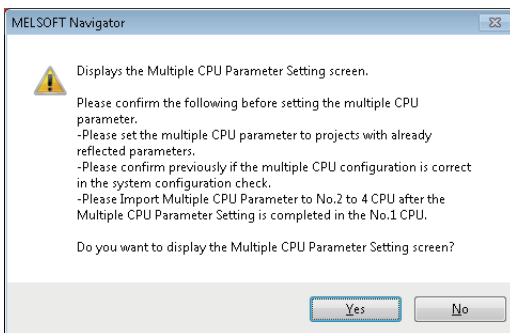 MELSOFT Navigator
Displays the Multiple CPU Parameter Setting screen.
Please confirm the following before setting the multiple CPU
parameter.
-Please set the multiple CPU parameter to projects with already
reflected parameters.
-Please confirm previously if the multiple CPU configuration is correct
in the system configuration check.
-Please Import Multiple CPU Parameter to No.2 to 4 CPU after the
Multiple CPU Parameter Setting is completed in the No.1 CPU.
Do you want to display the Multiple CPU Parameter Setting screen?
Yes No